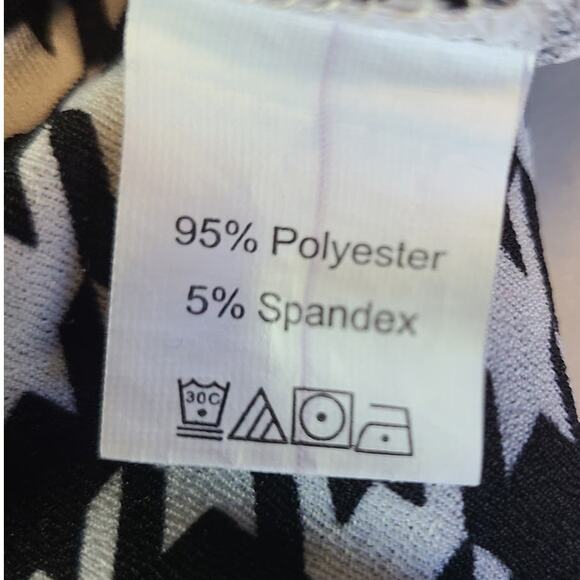 95% Polyester
5% Spandex
30C